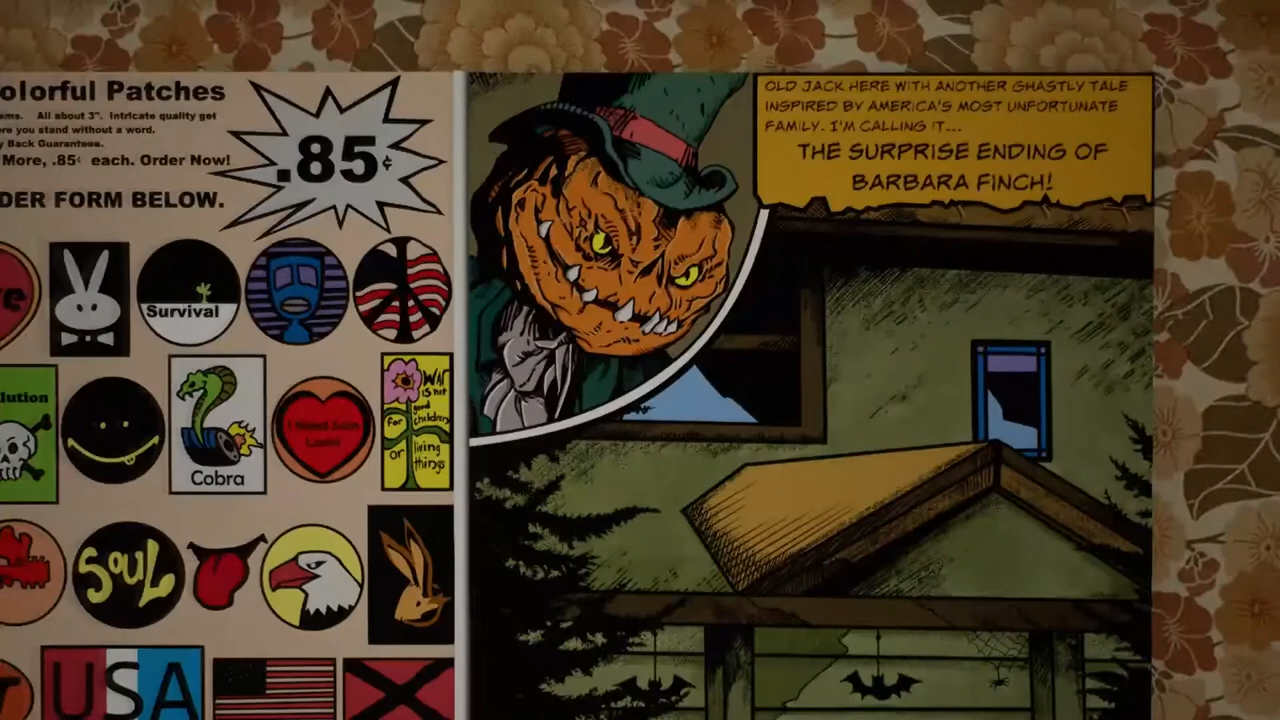 olorful Patches
ems. All about 3". Intricate quality get
ere you stand without a word.
y Back Guarantee.
More, .85¢ each. Order Now!
DER FORM BELOW.
.85¢
Survival
lution
Cobra
I Need Som
WAR
is not
good
for children
or living
things
SOUL
USA
OLD JACK HERE WITH ANOTHER GHASTLY TALE
INSPIRED BY AMERICA'S MOST UNFORTUNATE
FAMILY. I'M CALLING IT...
THE SURPRISE ENDING OF
BARBARA FINCH!